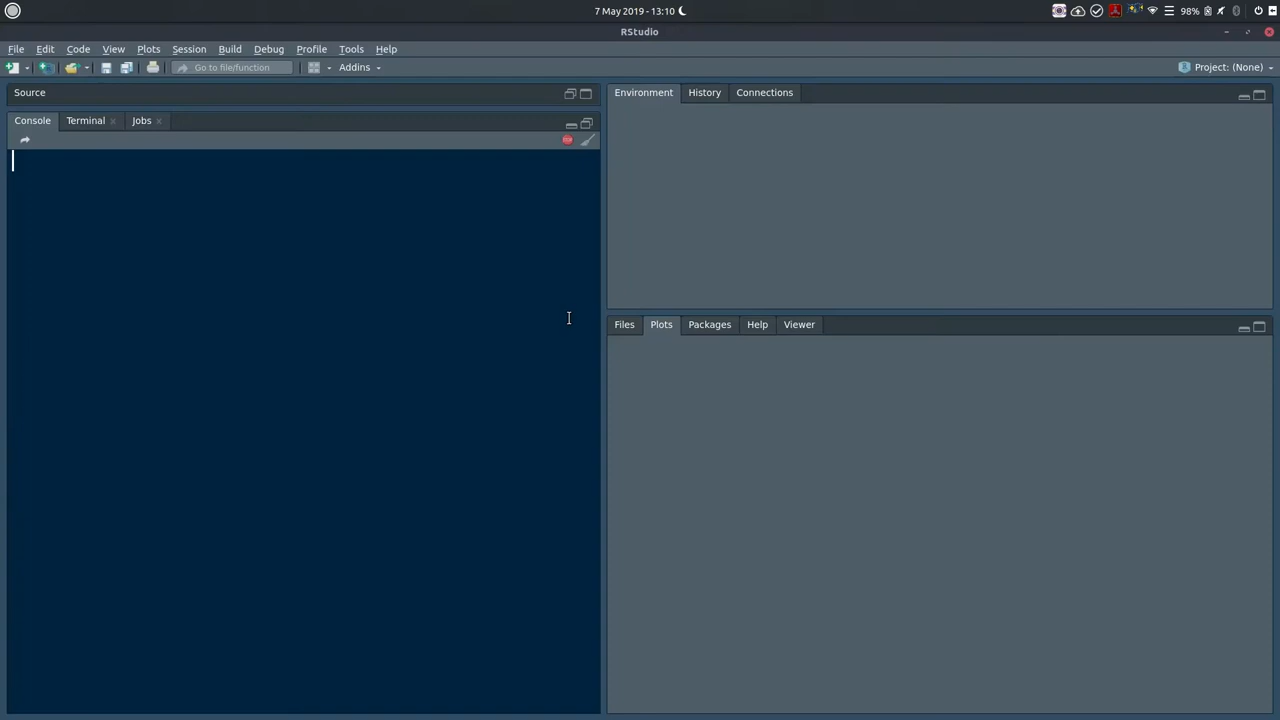 7 May 2019 - 13:10
98%
RStudio
File Edit Code View Plots Session Build Debug Profile Tools Help
Go to file/function Addins Project: (None)
Source
Environment History Connections
Console Terminal Jobs
Files Plots Packages Help Viewer